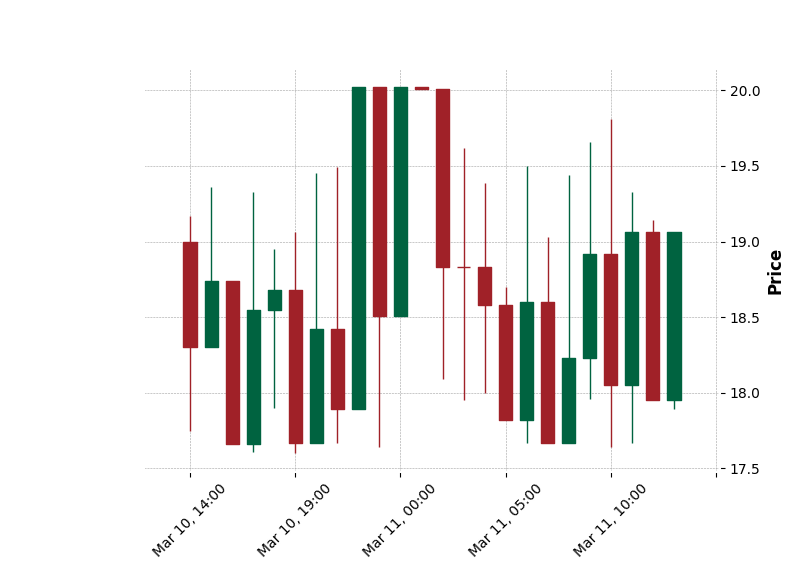 20.0
19.5
19.0
18.5
18.0
17.5
Price
Mar 10, 14:00
Mar 10, 19:00
Mar 11, 00:00
Mar 11, 05:00
Mar 11, 10:00